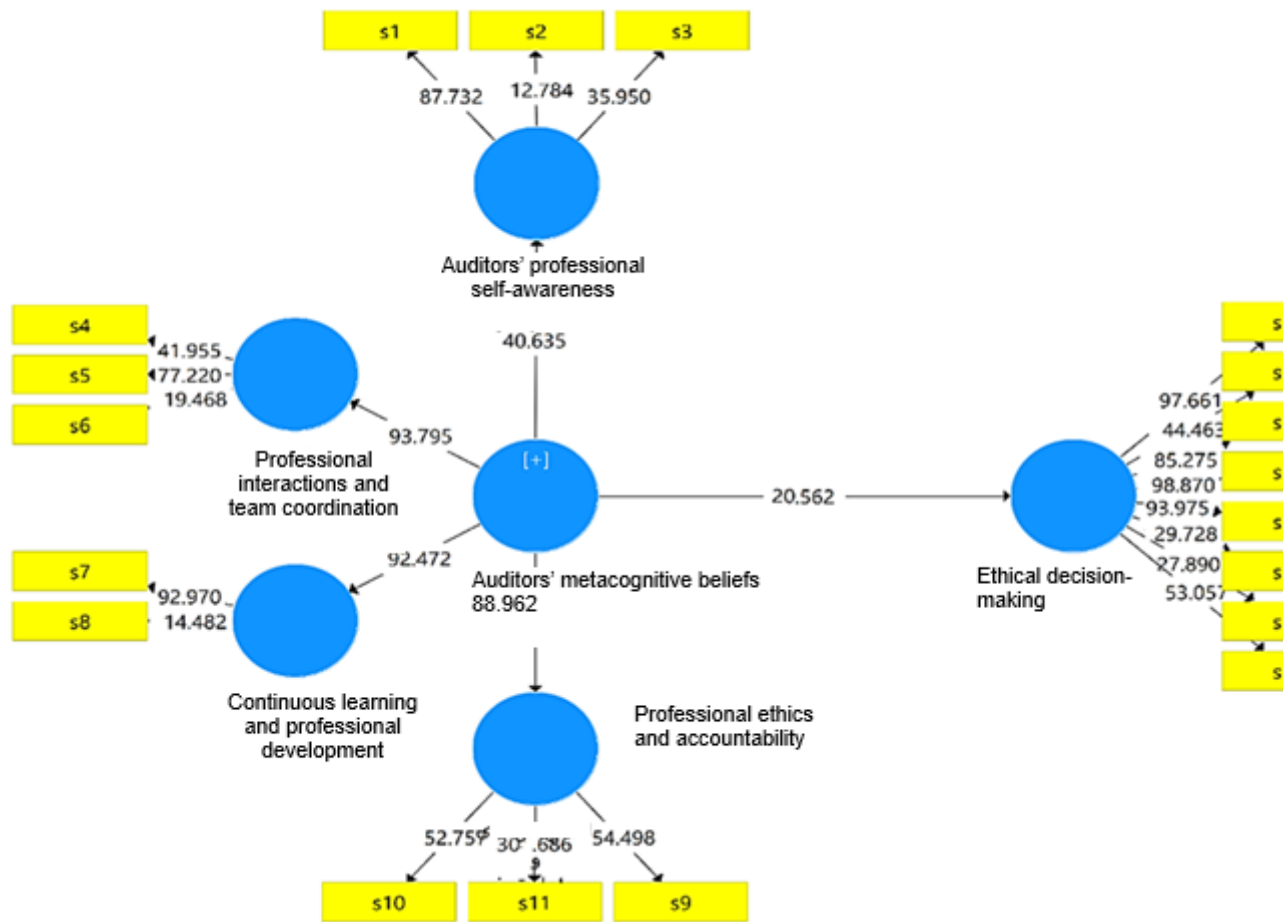 s1 s2 s3
87.732 12.784 35.950
Auditors' professional
self-awareness
40.635
s4
s5
s6
41.955
77.220
19.468
Professional
interactions and
team coordination
93.795
[+]
20.562
s7
s8
92.970
14.482
92.472
Continuous learning
and professional
development
Auditors' metacognitive beliefs
88.962
Professional ethics
and accountability
52.759
54.498
s10 s11 s9
Ethical decision-
making
97.661
44.463
85.275
98.870
93.975
29.728
27.890
53.057
s
s
s
s
s
s
s
s